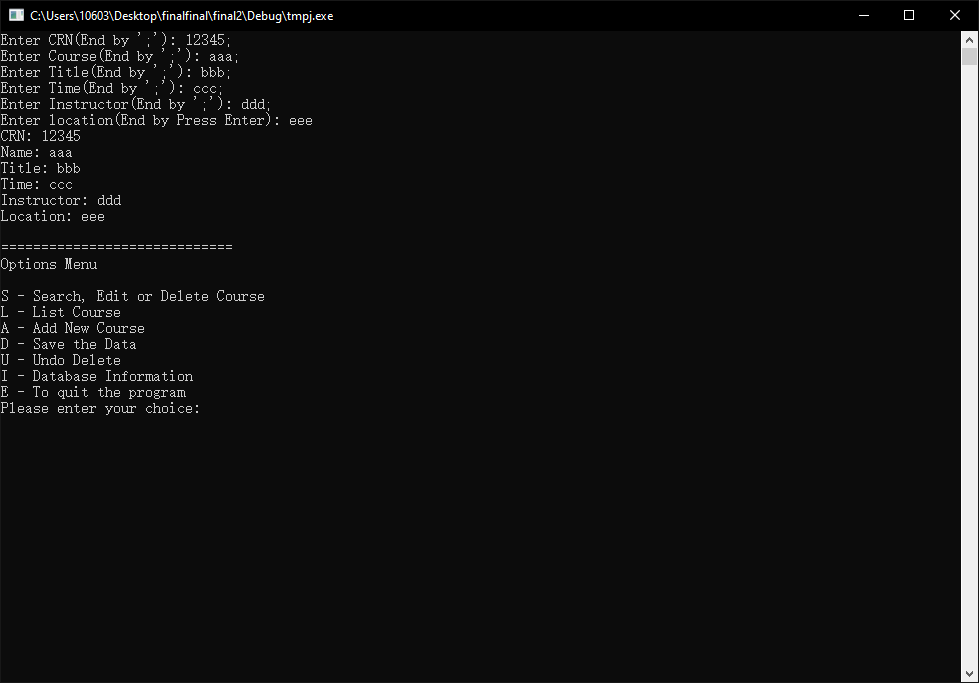 C:\Users\10603\Desktop\finalfinal\final2\Debug\tmpj.exe
Enter CRN(End by ';'): 12345;
Enter Course(End by ';'): aaa;
Enter Title(End by ';'): bbb;
Enter Time(End by ';'): ccc;
Enter Instructor(End by ';'): ddd;
Enter location(End by Press Enter): eee
CRN: 12345
Name: aaa
Title: bbb
Time: ccc
Instructor: ddd
Location: eee
=============================
Options Menu
S - Search, Edit or Delete Course
L - List Course
A - Add New Course
D - Save the Data
U - Undo Delete
I - Database Information
E - To quit the program
Please enter your choice: